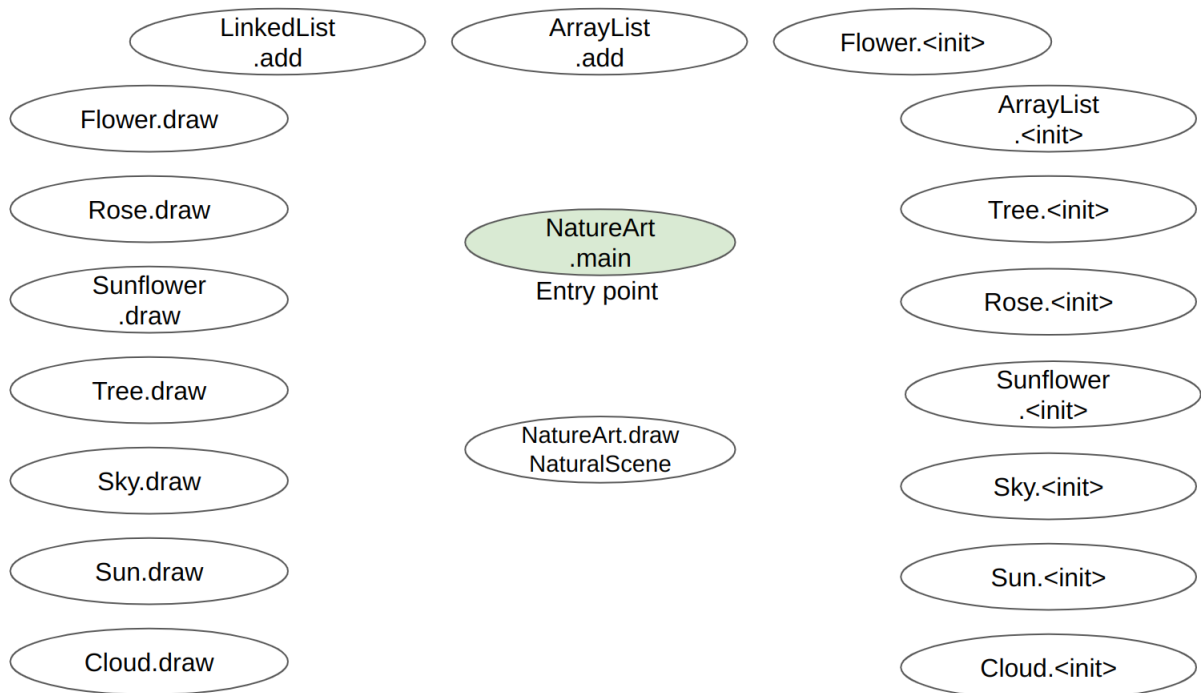 LinkedList
.add
ArrayList
.add
Flower.<init>
Flower.draw
ArrayList
.<init>
Rose.draw
Tree.<init>
NatureArt
.main
Entry point
Sunflower
.draw
Rose.<init>
Tree.draw
Sunflower
.<init>
NatureArt.draw
NaturalScene
Sky.draw
Sky.<init>
Sun.draw
Sun.<init>
Cloud.draw
Cloud.<init>